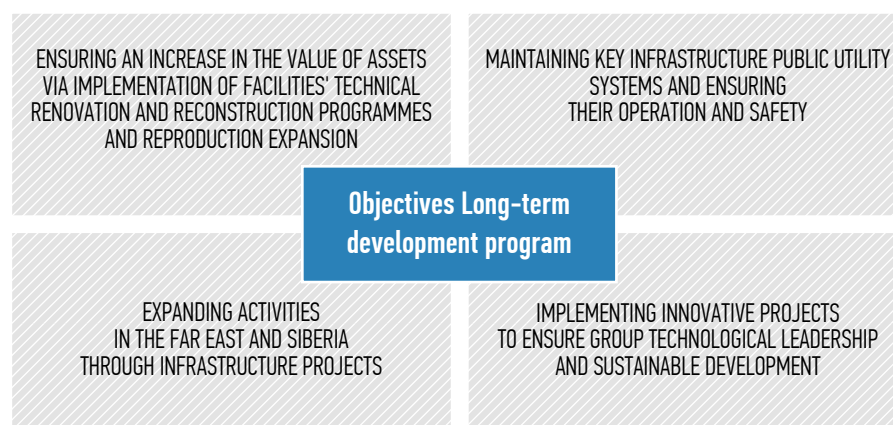 ENSURING AN INCREASE IN THE VALUE OF ASSETS
VIA IMPLEMENTATION OF FACILITIES' TECHNICAL
RENOVATION AND RECONSTRUCTION PROGRAMMES
AND REPRODUCTION EXPANSION
MAINTAINING KEY INFRASTRUCTURE PUBLIC UTILITY
SYSTEMS AND ENSURING
THEIR OPERATION AND SAFETY
Objectives Long-term
development program
EXPANDING ACTIVITIES
IN THE FAR EAST AND SIBERIA
THROUGH INFRASTRUCTURE PROJECTS
IMPLEMENTING INNOVATIVE PROJECTS
TO ENSURE GROUP TECHNOLOGICAL LEADERSHIP
AND SUSTAINABLE DEVELOPMENT